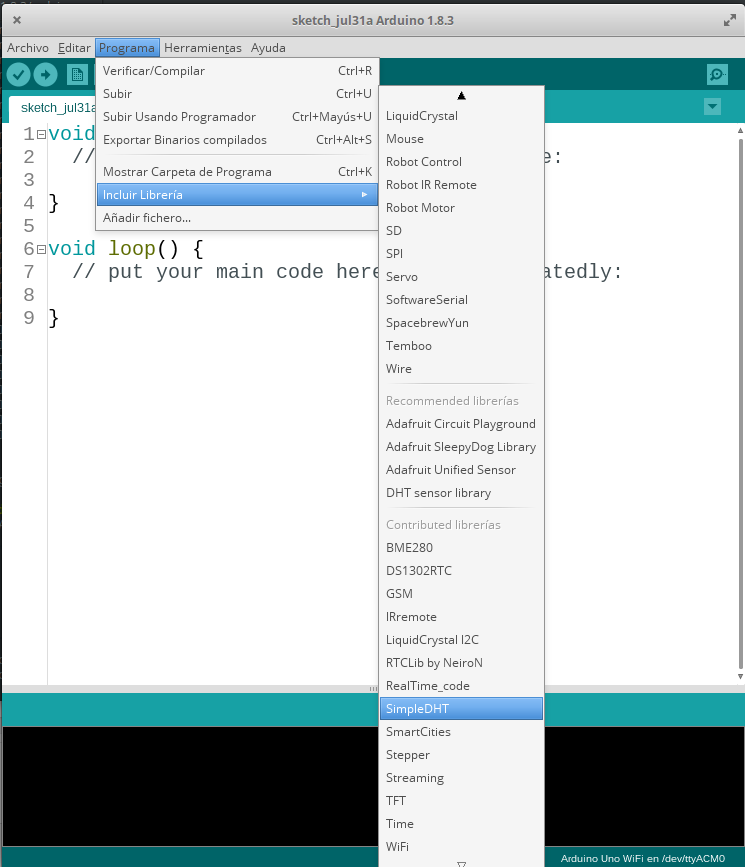 sketch_jul31a Arduino 1.8.3
Archivo Editar Programa Herramientas Ayuda
Verificar/Compilar Ctrl+R
Subir Ctrl+U
Subir Usando Programador Ctrl+Mayús+U
Exportar Binarios compilados Ctrl+Alt+S
Mostrar Carpeta de Programa Ctrl+K
Incluir Librería
Añadir fichero...
sketch_jul31a
1 void
2 // e:
3
4 }
5
6 void loop() {
7 // put your main code here atedly:
8
9 }
LiquidCrystal
Mouse
Robot Control
Robot IR Remote
Robot Motor
SD
SPI
Servo
SoftwareSerial
SpacebrewYun
Temboo
Wire
Recommended librerías
Adafruit Circuit Playground
Adafruit SleepyDog Library
Adafruit Unified Sensor
DHT sensor library
Contributed librerías
BME280
DS1302RTC
GSM
IRremote
LiquidCrystal I2C
RTCLib by NeiroN
RealTime_code
SimpleDHT
SmartCities
Stepper
Streaming
TFT
Time
WiFi
Arduino Uno WiFi en /dev/ttyACM0